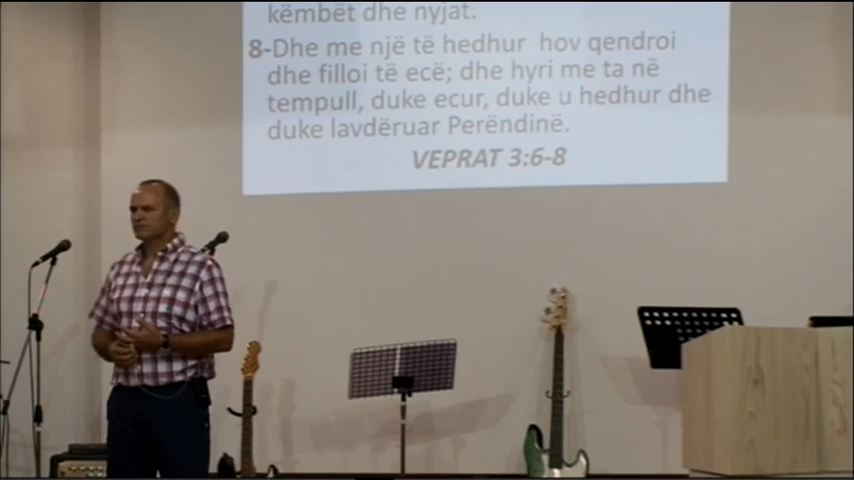 këmbët dhe nyjat.
8-Dhe me një të hedhur hov qendroi
dhe filloi të ecë; dhe hyri me ta në
tempull, duke ecur, duke u hedhur dhe
duke lavdëruar Perëndinë.
VEPRAT 3:6-8